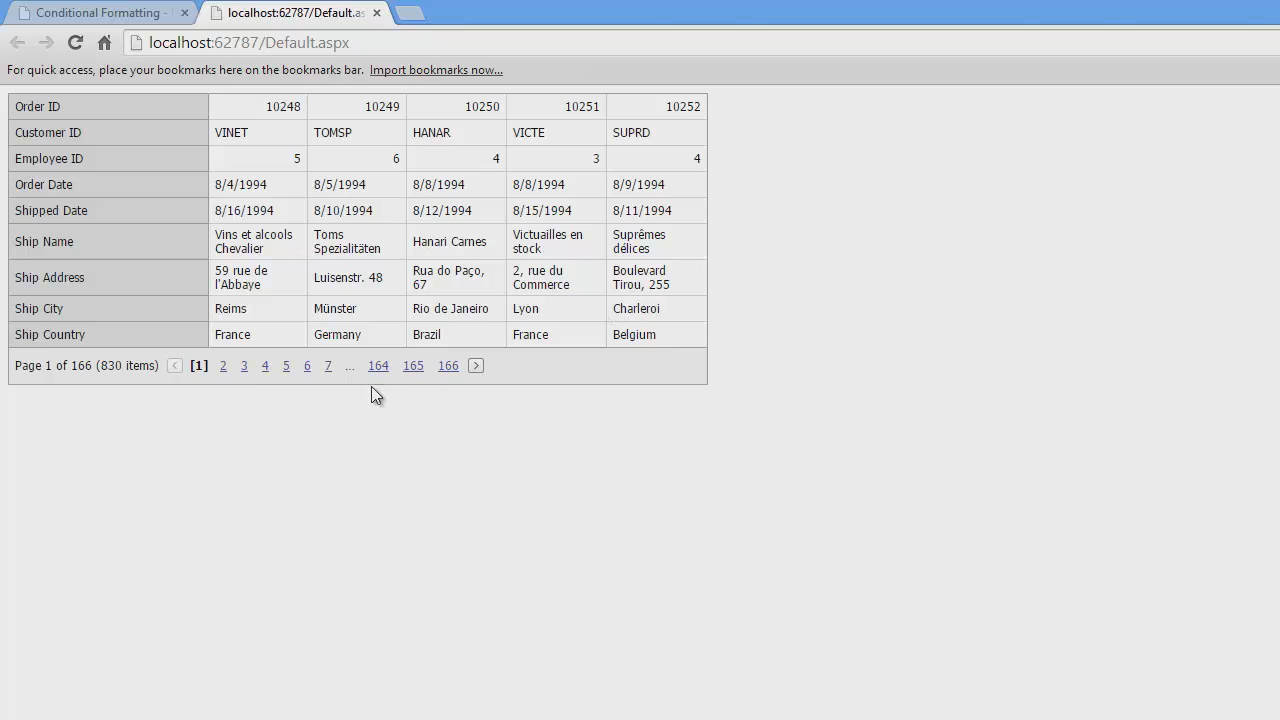 Conditional Formatting -
localhost:62787/Default.as
localhost:62787/Default.aspx
For quick access, place your bookmarks here on the bookmarks bar. Import bookmarks now...
Order ID 10248 10249 10250 10251 10252
Customer ID VINET TOMSP HANAR VICTE SUPRD
Employee ID 5 6 4 3 4
Order Date 8/4/1994 8/5/1994 8/8/1994 8/8/1994 8/9/1994
Shipped Date 8/16/1994 8/10/1994 8/12/1994 8/15/1994 8/11/1994
Ship Name Vins et alcools Chevalier Toms Spezialitäten Hanari Carnes Victuailles en stock Suprêmes délices
Ship Address 59 rue de l'Abbaye Luisenstr. 48 Rua do Paço, 67 2, rue du Commerce Boulevard Tirou, 255
Ship City Reims Münster Rio de Janeiro Lyon Charleroi
Ship Country France Germany Brazil France Belgium
Page 1 of 166 (830 items) < [1] 2 3 4 5 6 7 ... 164 165 166 >